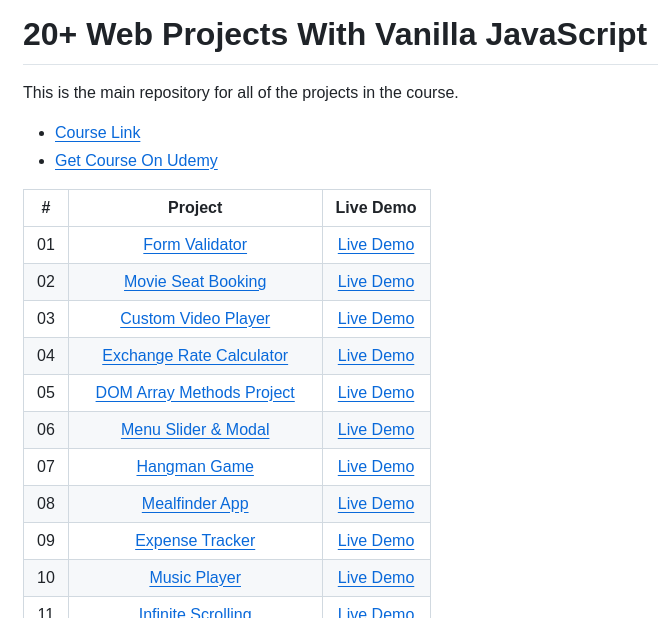 20+ Web Projects With Vanilla JavaScript
This is the main repository for all of the projects in the course.
Course Link
Get Course On Udemy
# Project Live Demo
01 Form Validator Live Demo
02 Movie Seat Booking Live Demo
03 Custom Video Player Live Demo
04 Exchange Rate Calculator Live Demo
05 DOM Array Methods Project Live Demo
06 Menu Slider & Modal Live Demo
07 Hangman Game Live Demo
08 Mealfinder App Live Demo
09 Expense Tracker Live Demo
10 Music Player Live Demo
11 Infinite Scrolling Live Demo